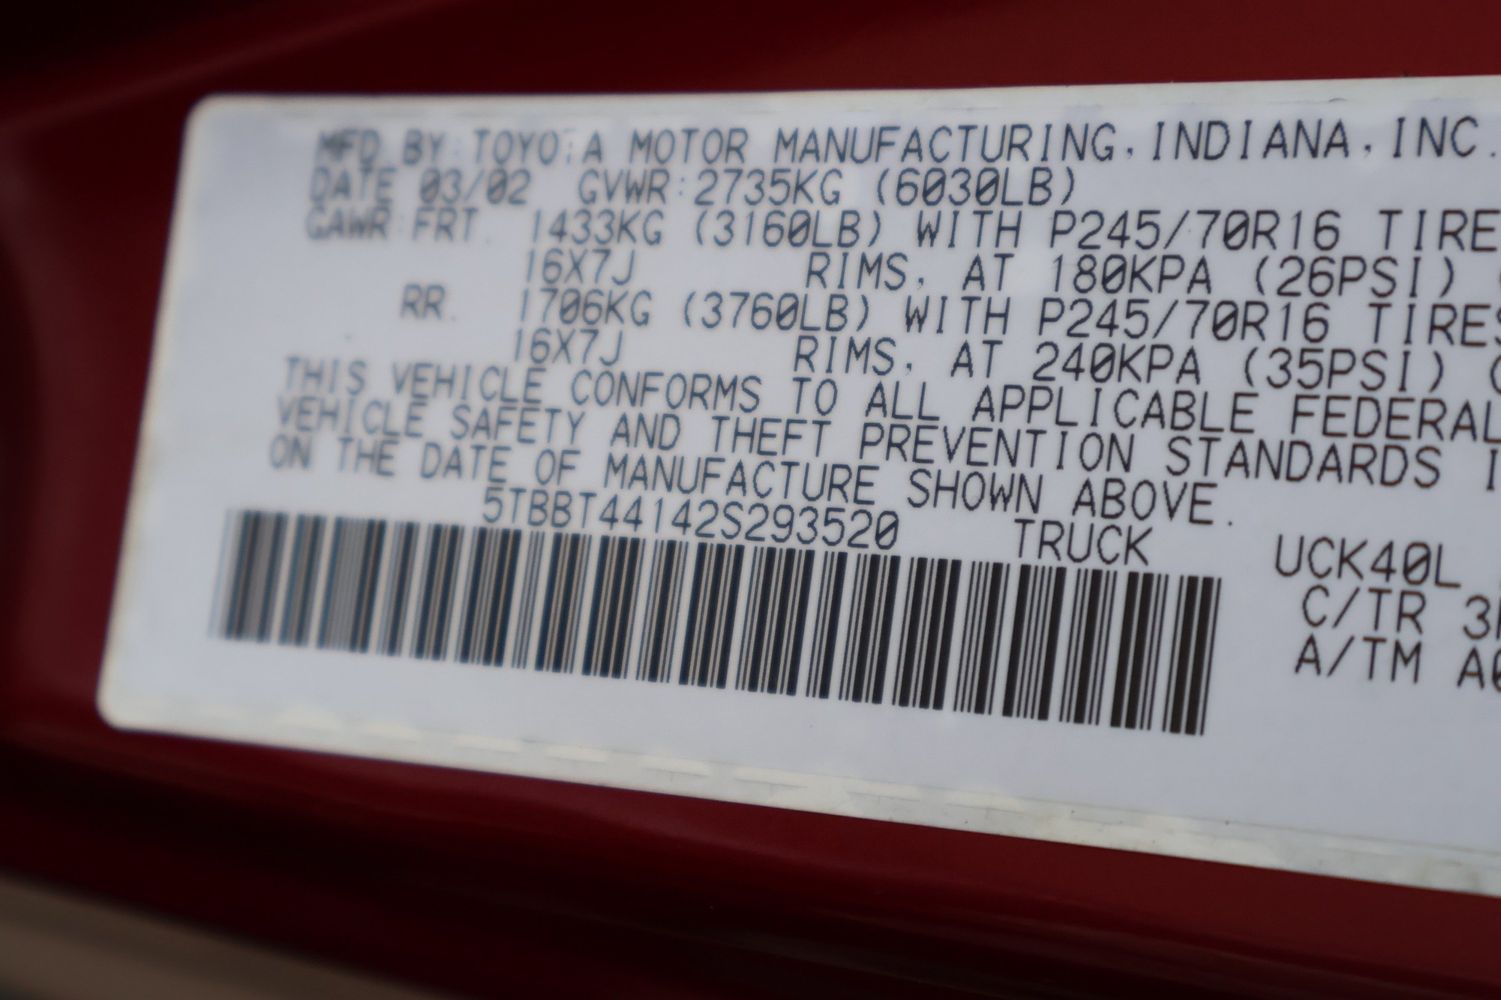 MFD. BY: TOYOTA MOTOR MANUFACTURING, INDIANA, INC.
DATE 03/02 GVWR: 2735KG (6030LB)
GAWR FRT. 1433KG (3160LB) WITH P245/70R16 TIRE
16X7J RIMS, AT 180KPA (26PSI)
RR. 1706KG (3760LB) WITH P245/70R16 TIRES
16X7J RIMS, AT 240KPA (35PSI)
THIS VEHICLE CONFORMS TO ALL APPLICABLE FEDERAL
VEHICLE SAFETY AND THEFT PREVENTION STANDARDS I
ON THE DATE OF MANUFACTURE SHOWN ABOVE.
5TBBT44142S293520 TRUCK UCK40L
C/TR 3
A/TM A0